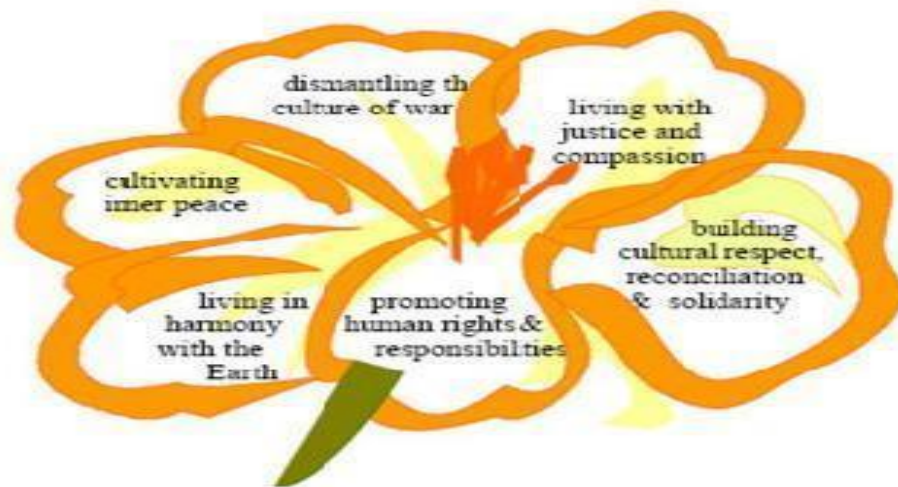 dismantling th
culture of war
living with
justice and
compassion
cultivating
inner peace
building
cultural respect,
reconciliation
& solidarity
living in
harmony
with the
Earth
promoting
human rights &
responsibilties